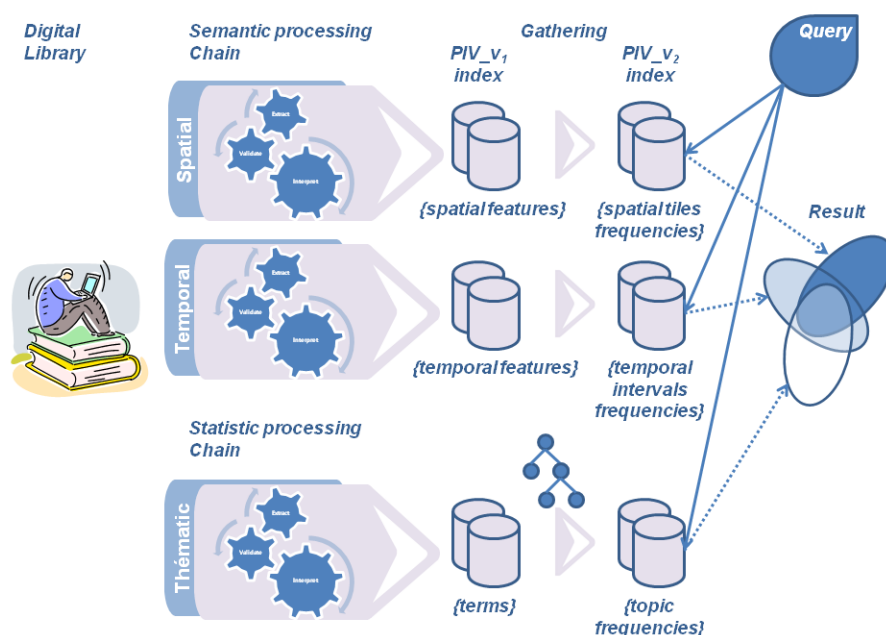 Digital
Library
Semantic processing
Chain
Gathering
PIV_v1
index
PIV_v2
index
Query
Spatial
Extract
Validate
Interpret
{spatial features}
{spatial tiles
frequencies}
Result
Temporal
Extract
Validate
Interpret
{temporal features}
{temporal
intervals
frequencies}
Statistic processing
Chain
Thématic
Extract
Validate
Interpret
{terms}
{topic
frequencies}